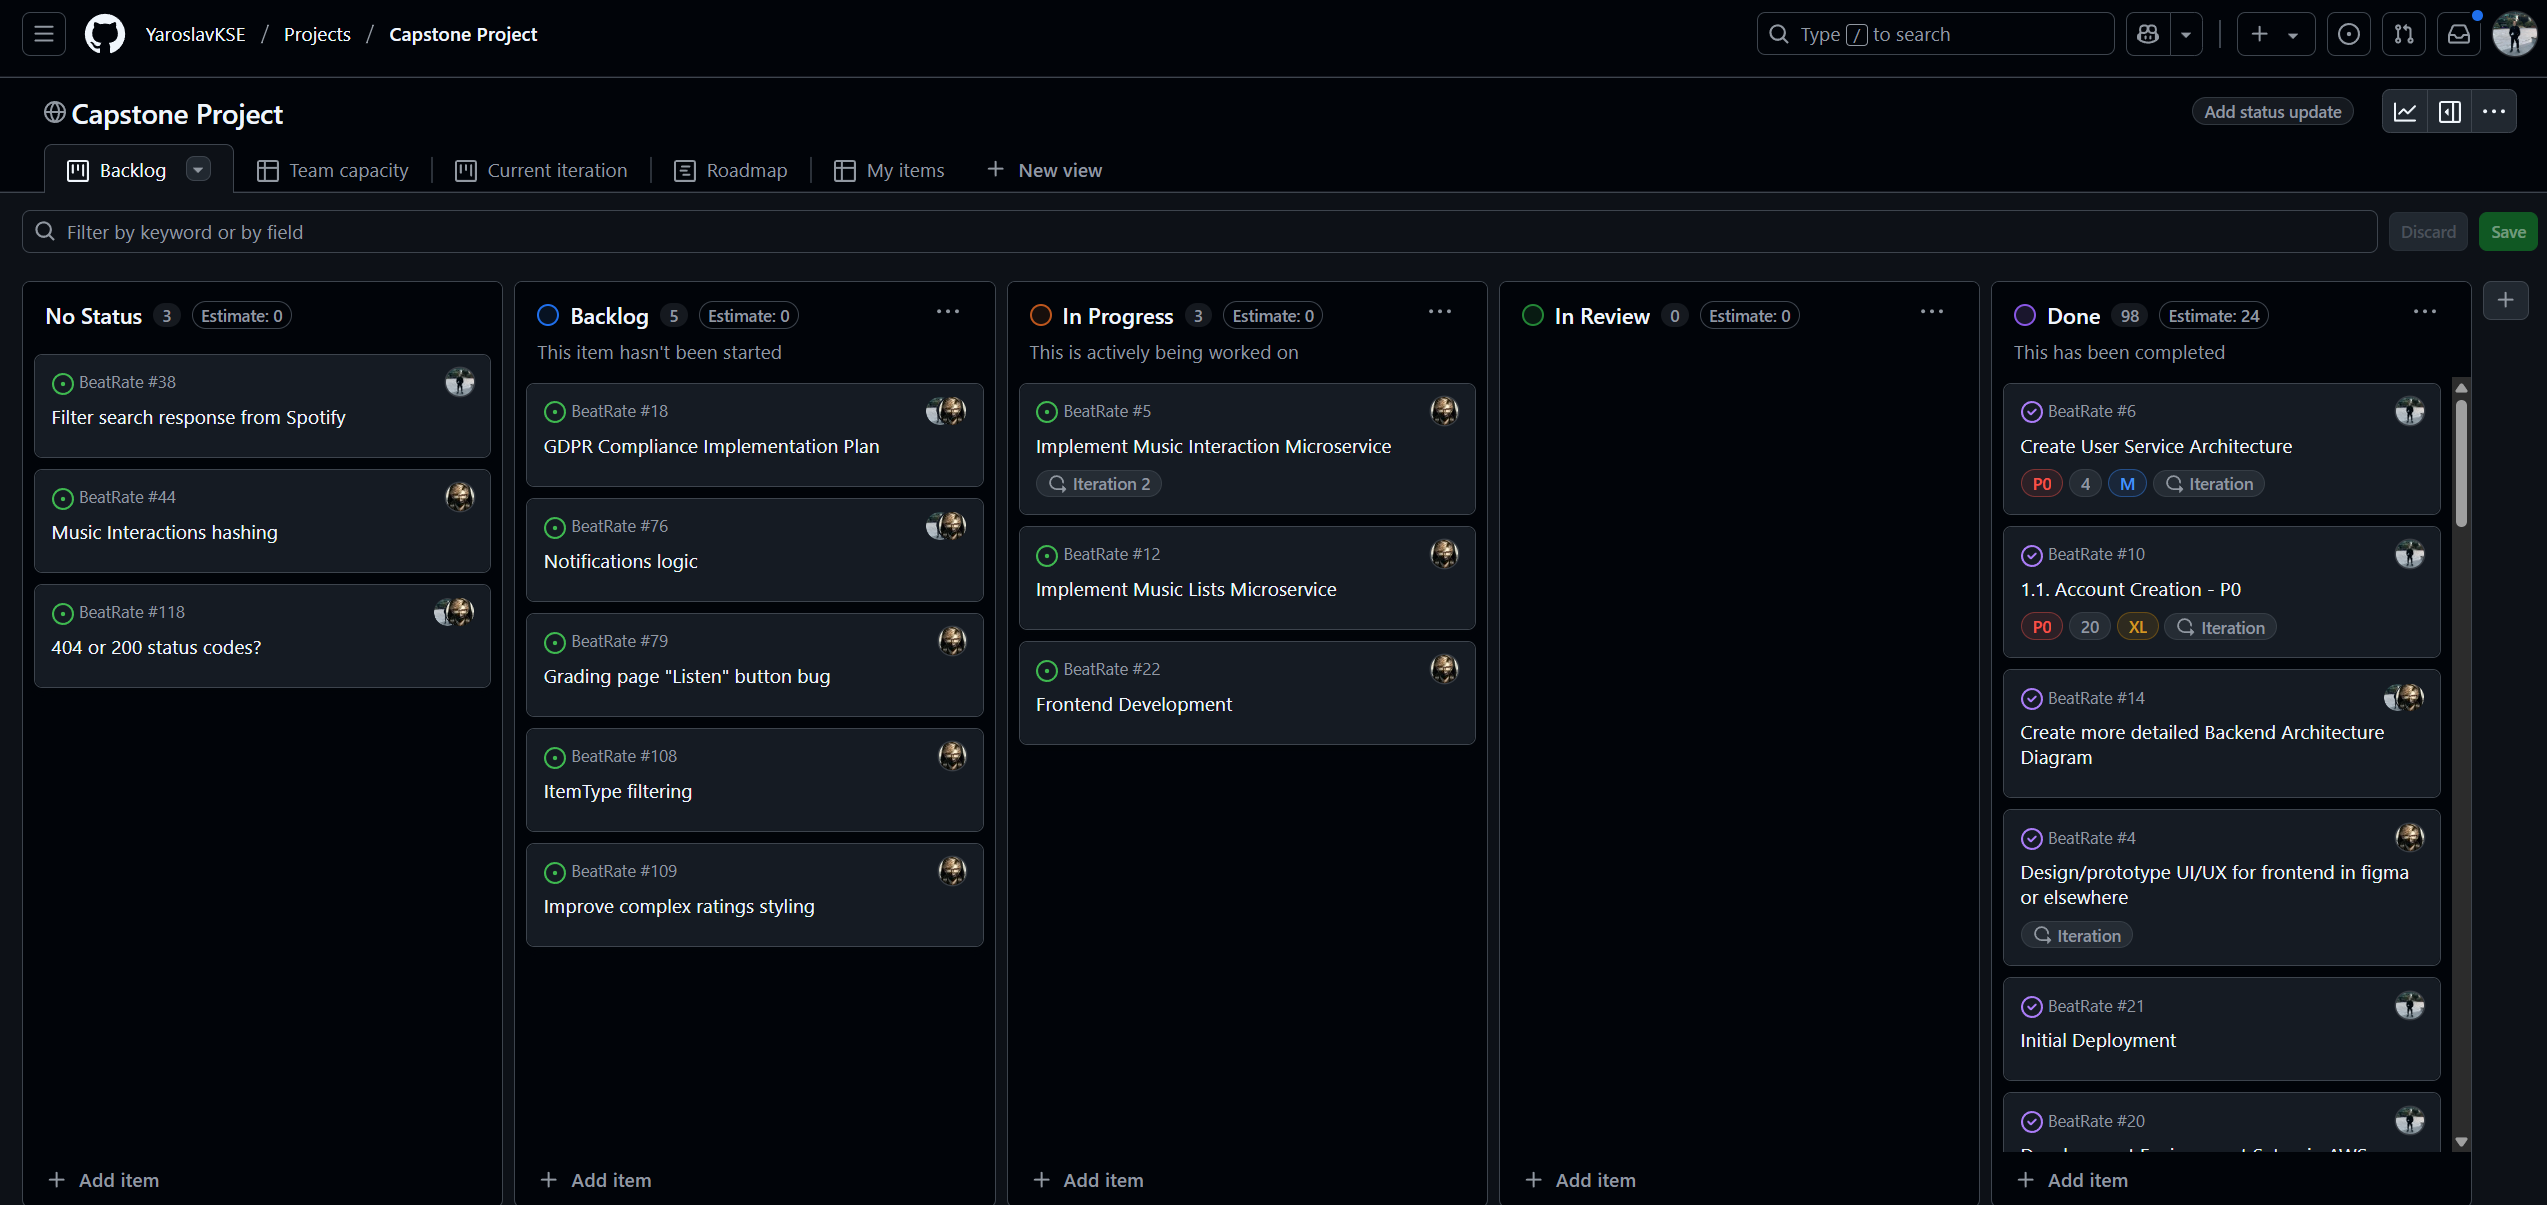 YaroslavKSE / Projects / Capstone Project
Type / to search
Capstone Project
Add status update
Backlog
Team capacity
Current iteration
Roadmap
My items
New view
Filter by keyword or by field
Discard
Save
No Status 3 Estimate: 0
BeatRate #38
Filter search response from Spotify
BeatRate #44
Music Interactions hashing
BeatRate #118
404 or 200 status codes?
Add item
Backlog 5 Estimate: 0
This item hasn't been started
BeatRate #18
GDPR Compliance Implementation Plan
BeatRate #76
Notifications logic
BeatRate #79
Grading page "Listen" button bug
BeatRate #108
ItemType filtering
BeatRate #109
Improve complex ratings styling
Add item
In Progress 3 Estimate: 0
This is actively being worked on
BeatRate #5
Implement Music Interaction Microservice
Iteration 2
BeatRate #12
Implement Music Lists Microservice
BeatRate #22
Frontend Development
Add item
In Review 0 Estimate: 0
Add item
Done 98 Estimate: 24
This has been completed
BeatRate #6
Create User Service Architecture
P0 4 M Iteration
BeatRate #10
1.1. Account Creation - P0
P0 20 XL Iteration
BeatRate #14
Create more detailed Backend Architecture
Diagram
BeatRate #4
Design/prototype UI/UX for frontend in figma
or elsewhere
Iteration
BeatRate #21
Initial Deployment
BeatRate #20
Add item